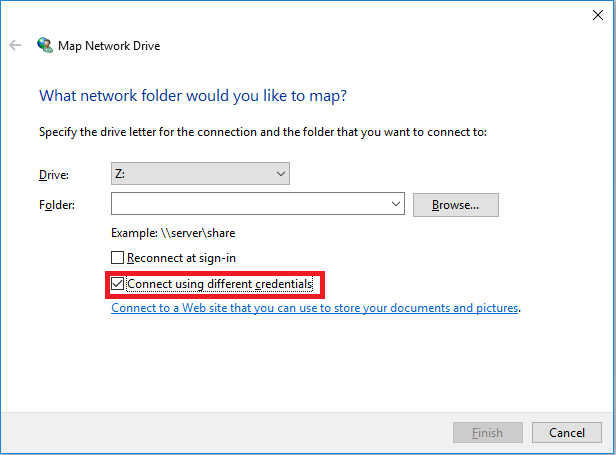 Map Network Drive
What network folder would you like to map?
Specify the drive letter for the connection and the folder that you want to connect to:
Drive: Z:
Folder: Browse...
Example: \\server\share
Reconnect at sign-in
Connect using different credentials
Connect to a Web site that you can use to store your documents and pictures.
Finish Cancel